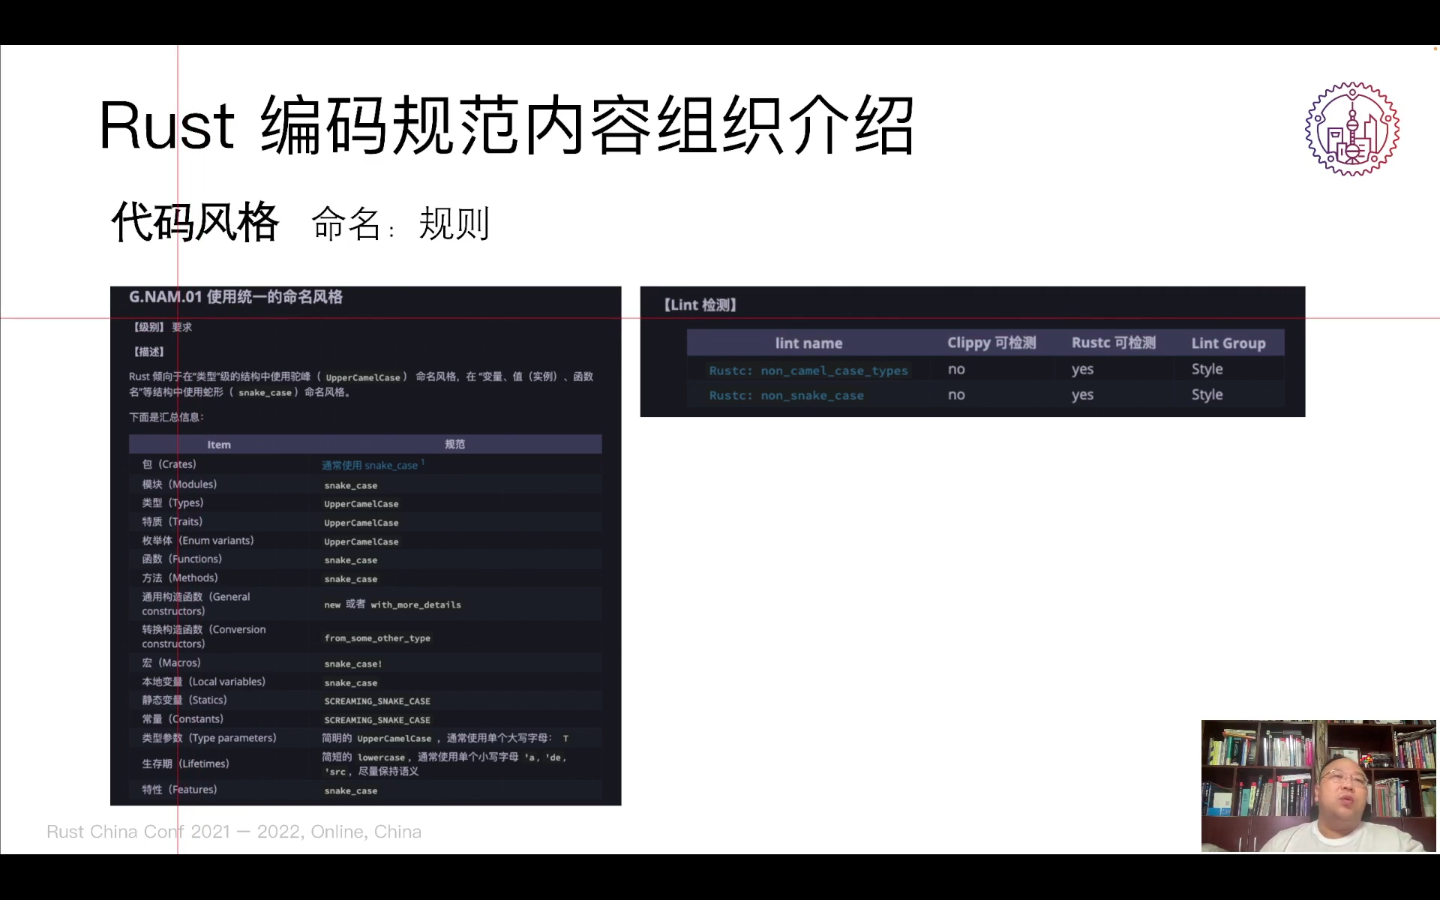 Rust 编码规范内容组织介绍
代码风格 命名：规则
G.NAM.01 使用统一的命名风格
【级别】 要求
【描述】
Rust 倾向于在“类型”级的结构中使用驼峰（ UpperCamelCase ） 命名风格，在 “变量、值（实例）、函数
名”等结构中使用蛇形（ snake_case ）命名风格。
下面是汇总信息：
Item 规范
包（Crates） 通常使用 snake_case 1
模块（Modules） snake_case
类型（Types） UpperCamelCase
特质（Traits） UpperCamelCase
枚举体（Enum variants） UpperCamelCase
函数（Functions） snake_case
方法（Methods） snake_case
通用构造函数（General
constructors） new 或者 with_more_details
转换构造函数（Conversion
constructors） from_some_other_type
宏（Macros） snake_case!
本地变量（Local variables） snake_case
静态变量（Statics） SCREAMING_SNAKE_CASE
常量（Constants） SCREAMING_SNAKE_CASE
类型参数（Type parameters） 简明的 UpperCamelCase ，通常使用单个大写字母： T
生存期（Lifetimes） 简短的 lowercase，通常使用单个小写字母 'a，'de，
'src，尽量保持语义
特性（Features） snake_case
【Lint 检测】
lint name Clippy 可检测 Rustc 可检测 Lint Group
Rustc: non_camel_case_types no yes Style
Rustc: non_snake_case no yes Style
Rust China Conf 2021 – 2022, Online, China